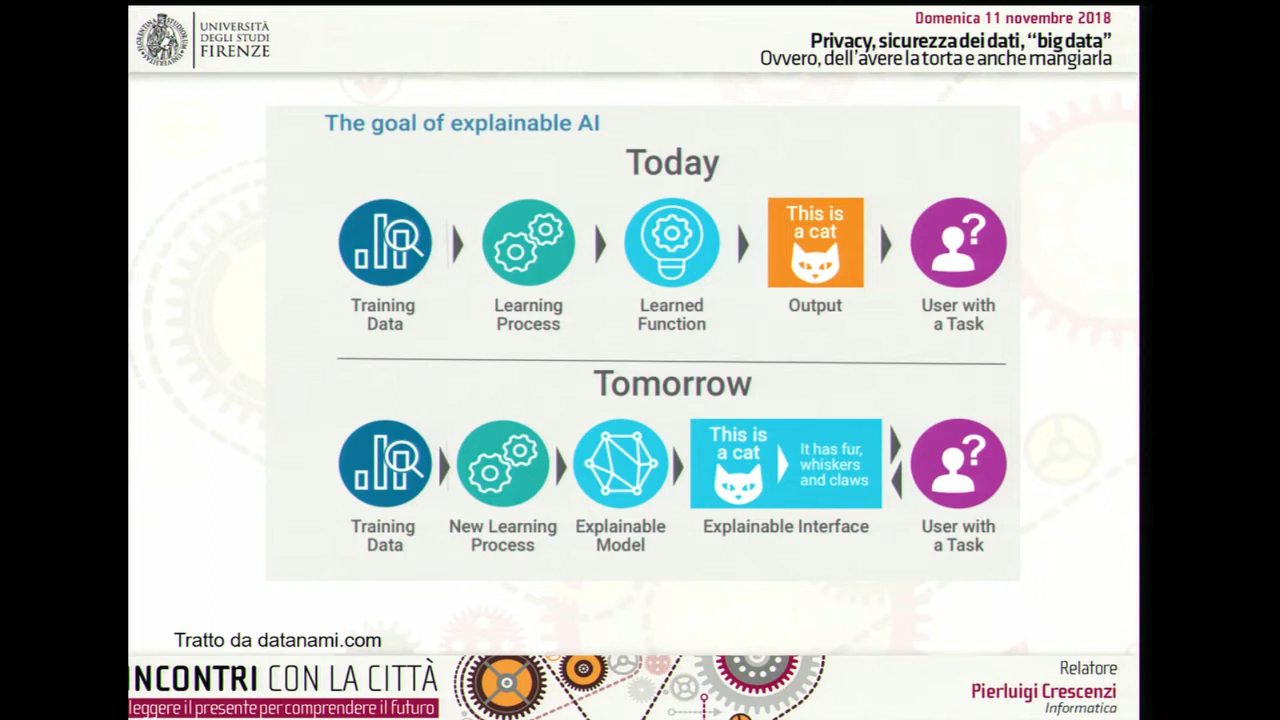 UNIVERSITÀ
DEGLI STUDI
FIRENZE
Domenica 11 novembre 2018
Privacy, sicurezza dei dati, “big data”
Ovvero, dell’avere la torta e anche mangiarla
The goal of explainable AI
Today
This is
a cat
?
Training
Data
Learning
Process
Learned
Function
Output
User with
a Task
Tomorrow
This is
a cat
It has fur,
whiskers
and claws
?
Training
Data
New Learning
Process
Explainable
Model
Explainable Interface
User with
a Task
Tratto da datanami.com
NCONTRI CON LA CITTÀ
leggere il presente per comprendere il futuro
Relatore
Pierluigi Crescenzi
Informatica